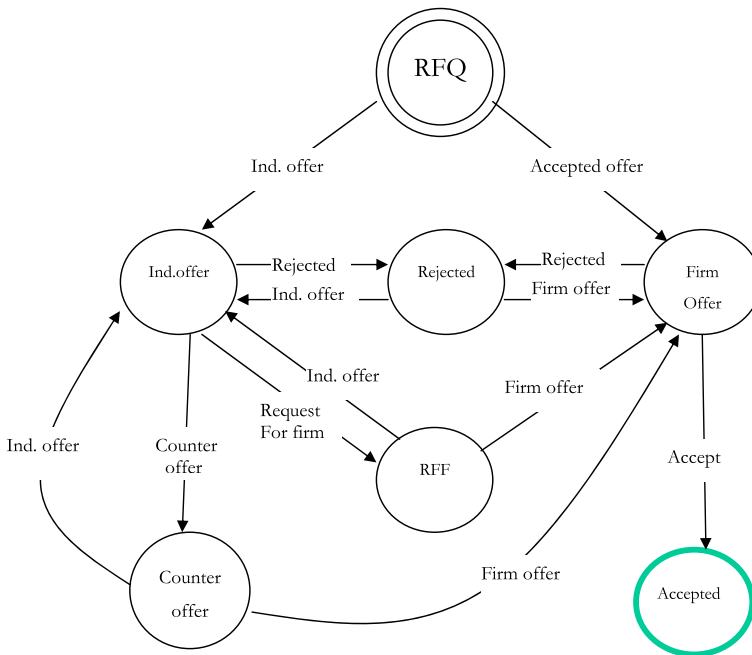 RFQ
Ind. offer
Accepted offer
Ind.offer
Rejected
Ind. offer
Rejected
Rejected
Firm offer
Firm
Offer
Ind. offer
Request
For firm
Firm offer
Ind. offer
Counter
offer
RFF
Accept
Counter
offer
Firm offer
Accepted